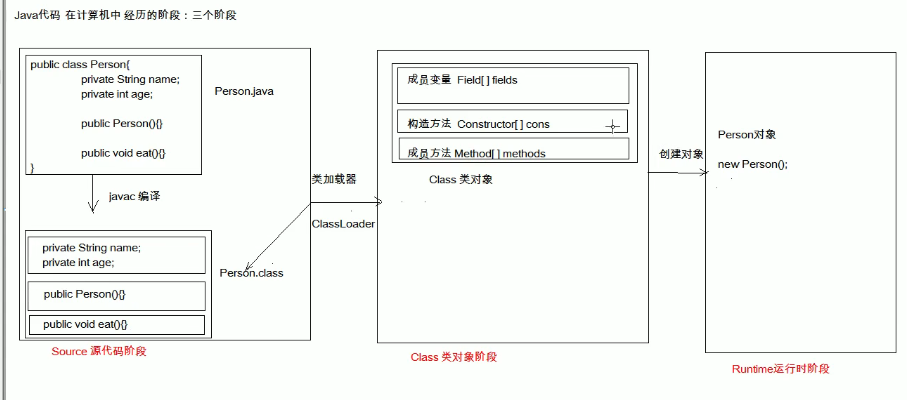 Java代码 在计算机中 经历的阶段：三个阶段
public class Person{
private String name;
private int age;
public Person(){}
public void eat(){}
}
Person.java
javac 编译
private String name;
private int age;
public Person(){}
public void eat(){}
Person.class
Source 源代码阶段
类加载器
ClassLoader
成员变量 Field[ ] fields
构造方法 Constructor[ ] cons
成员方法 Method[ ] methods
Class 类对象
Class 类对象阶段
创建对象
Person对象
new Person();
Runtime运行时阶段